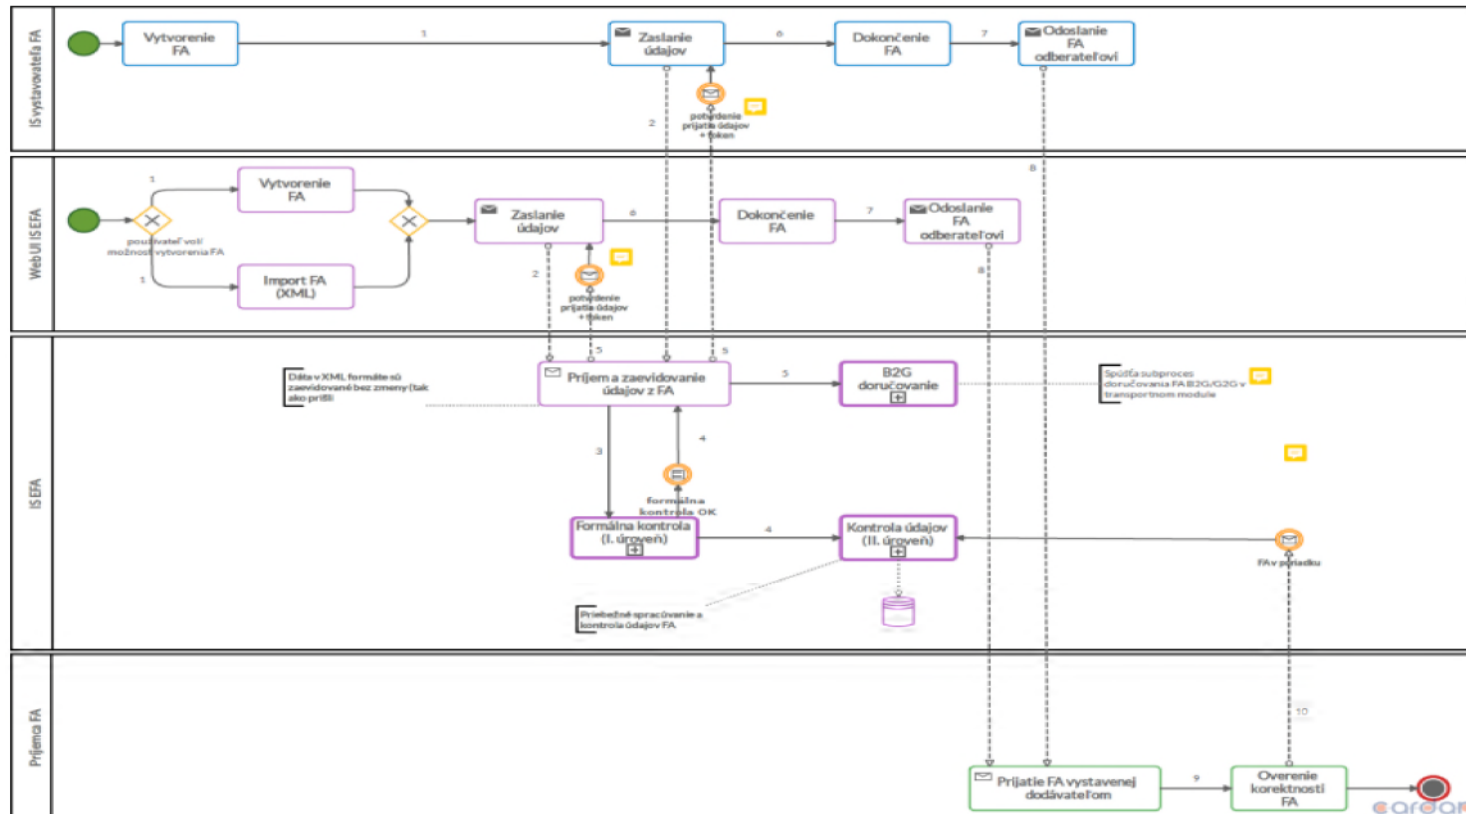 IS vystavovateľa FA
Vytvorenie
FA
1
Zaslanie
údajov
6
Dokončenie
FA
7
Odoslanie
FA
odberateľovi
potvrdenie
prijatia údajov
+ token
2
8
Web UI IS EFA
1
Vytvorenie
FA
používateľ volí
možnosť vytvorenia FA
1
Import FA
(XML)
Zaslanie
údajov
6
Dokončenie
FA
7
Odoslanie
FA
odberateľovi
2
8
potvrdenie
prijatia údajov
+ token
IS EFA
5
5
Dáta v XML formáte sú
zaevidované bez zmeny (tak
ako prišli
Príjem a zaevidovanie
údajov z FA
5
B2G
doručovanie
Spúšťa subproces
doručovania FA B2G/G2G v
transportnom module
3
4
formálna
kontrola OK
Formálna kontrola
(I. úroveň)
4
Kontrola údajov
(II. úroveň)
FA v poriadku
Priebežné spracúvanie a
kontrola údajov FA
Príjemca FA
10
Prijatie FA vystavenej
dodávateľom
9
Overenie
korektnosti
FA